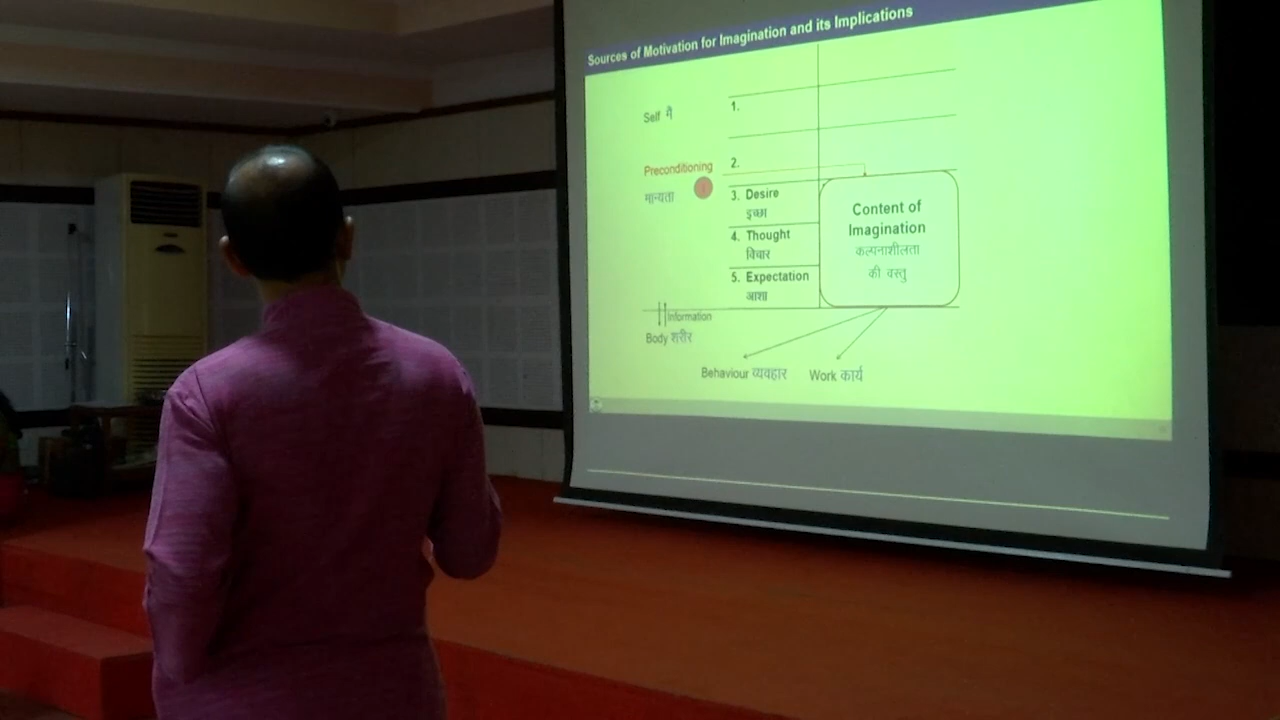 Sources of Motivation for Imagination and its Implications
Self मैं
1.
Preconditioning
मान्यता
2.
3. Desire
इच्छा
4. Thought
विचार
5. Expectation
आशा
Content of
Imagination
कल्पनाशीलता
की वस्तु
Information
Body शरीर
Behaviour व्यवहार
Work कार्य